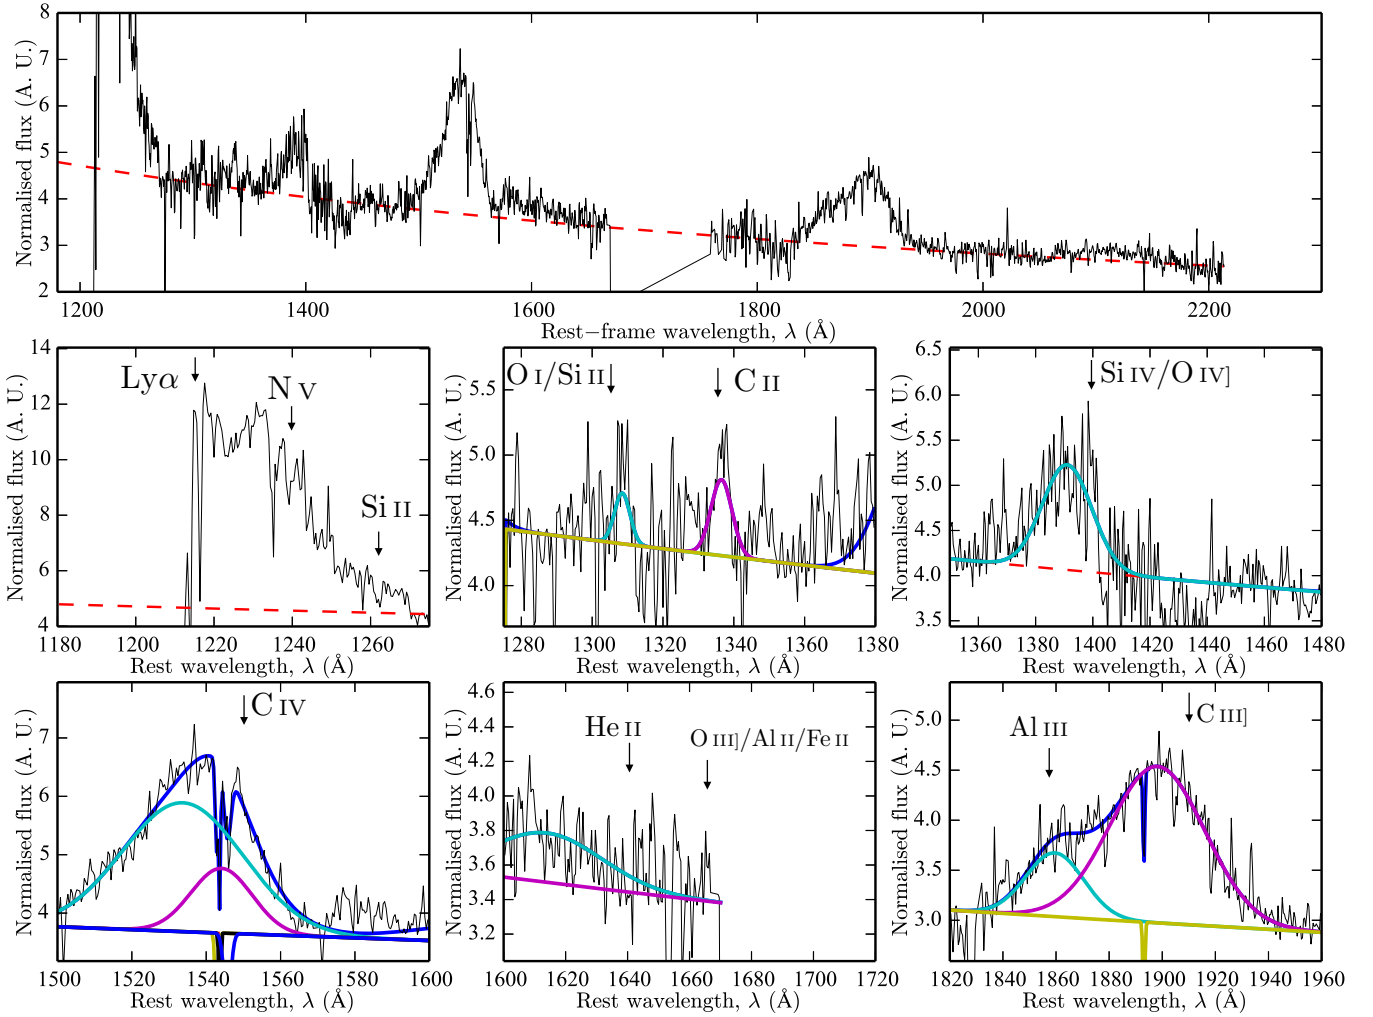 8
7
6
5
4
3
2
Normalised flux (A. U.)
1200 1400 1600 1800 2000 2200
Rest−frame wavelength, λ (Å)
14
12
10
8
6
4
Normalised flux (A. U.)
Lyα
N V
Si II
1180 1200 1220 1240 1260
Rest wavelength, λ (Å)
5.5
5.0
4.5
4.0
Normalised flux (A. U.)
O I/Si II
C II
1280 1300 1320 1340 1360 1380
Rest wavelength, λ (Å)
6.5
6.0
5.5
5.0
4.5
4.0
3.5
Normalised flux (A. U.)
Si IV/O IV]
1360 1380 1400 1420 1440 1460 1480
Rest wavelength, λ (Å)
7
6
5
4
Normalised flux (A. U.)
C IV
1500 1520 1540 1560 1580 1600
Rest wavelength, λ (Å)
4.6
4.4
4.2
4.0
3.8
3.6
3.4
3.2
Normalised flux (A. U.)
He II
O III]/Al II/Fe II
1600 1620 1640 1660 1680 1700 1720
Rest wavelength, λ (Å)
5.0
4.5
4.0
3.5
3.0
Normalised flux (A. U.)
Al III
C III]
1820 1840 1860 1880 1900 1920 1940 1960
Rest wavelength, λ (Å)